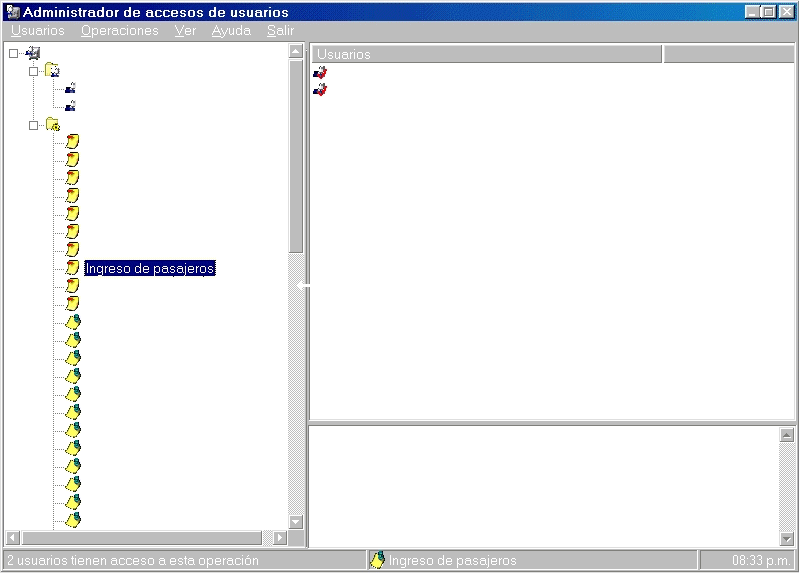 Administrador de accesos de usuarios
Usuarios Operaciones Ver Ayuda Salir
Usuarios
Ingreso de pasajeros
2 usuarios tienen acceso a esta operación
Ingreso de pasajeros
08:33 p.m.